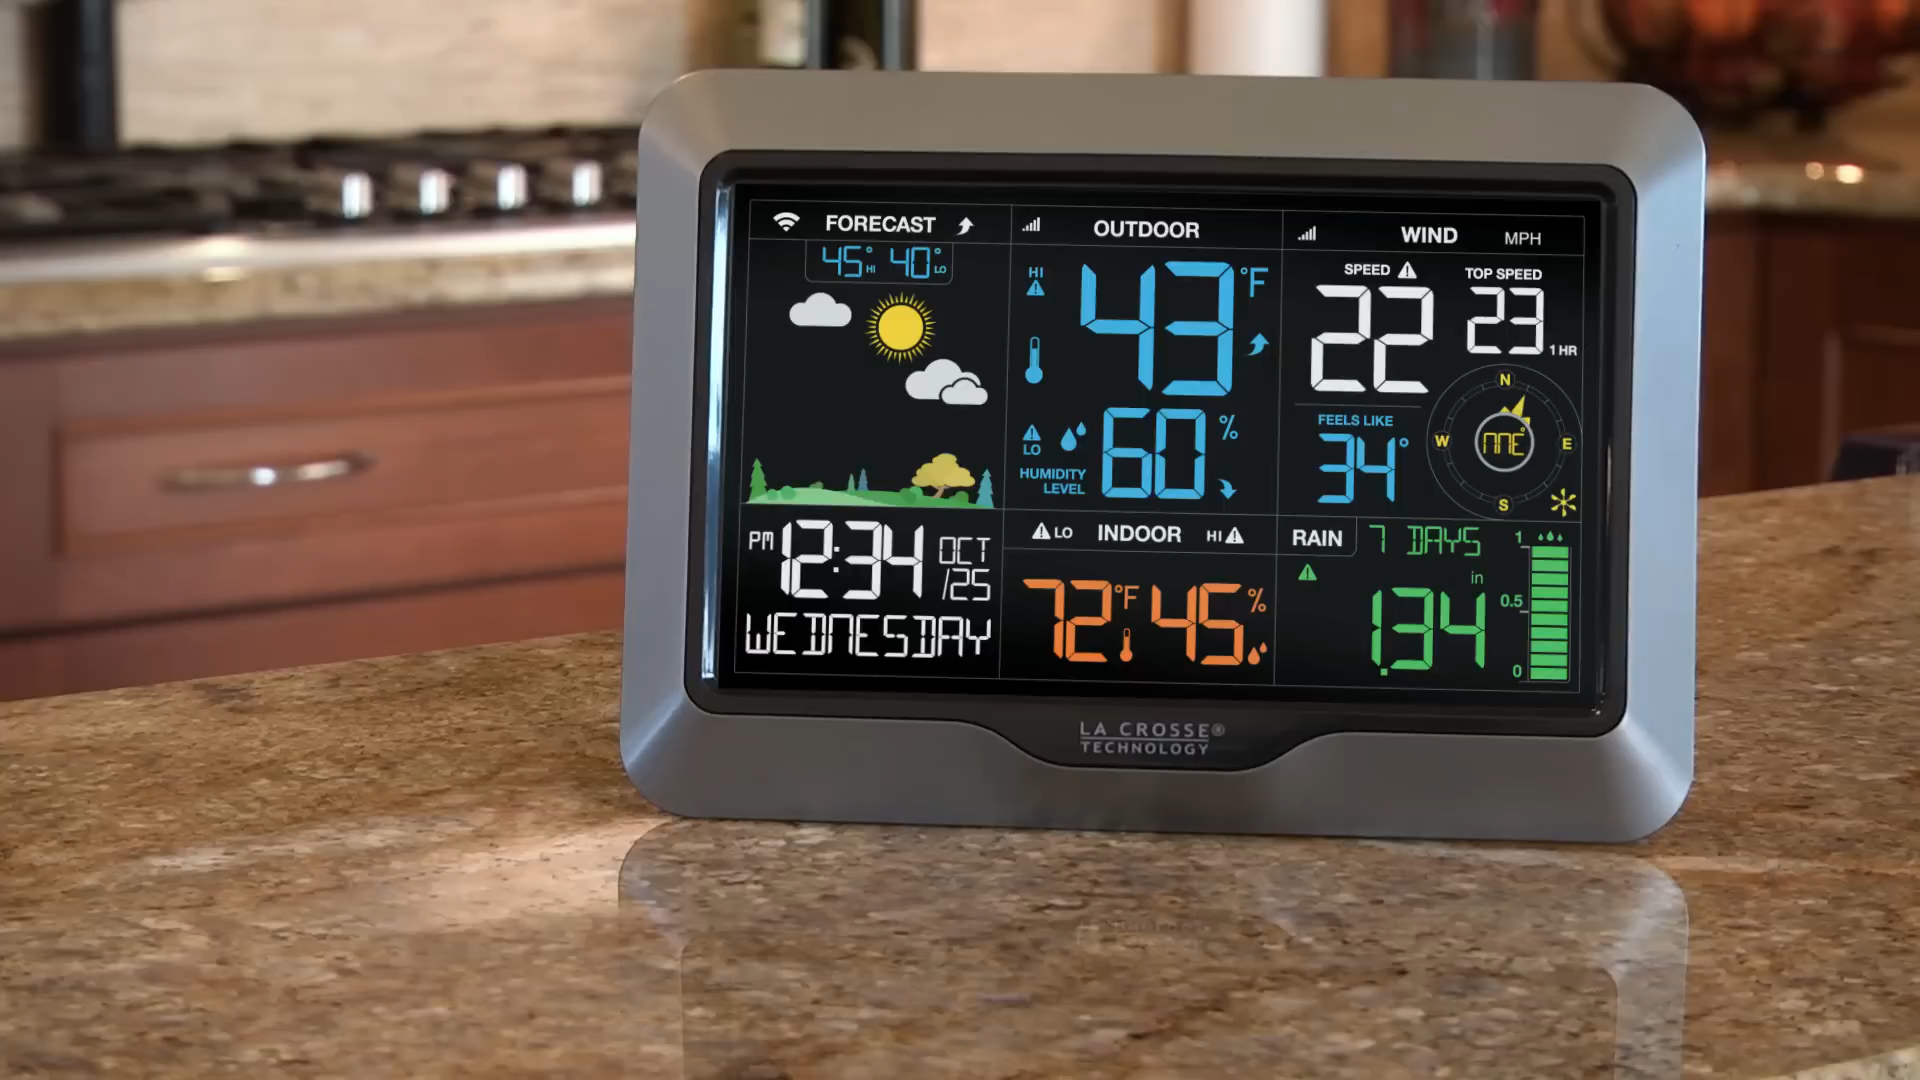 FORECAST
45° HI 40° LO
PM 12:34 OCT /25
WEDNESDAY
OUTDOOR
HI 43 °F
LO 60 %
HUMIDITY
LEVEL
LO INDOOR HI
72 °F 45 %
WIND MPH
SPEED TOP SPEED
22 23 1 HR
FEELS LIKE
34°
N
W NNE E
S
RAIN 7 DAYS 1
in
0.5
1.34
0
LA CROSSE®
TECHNOLOGY